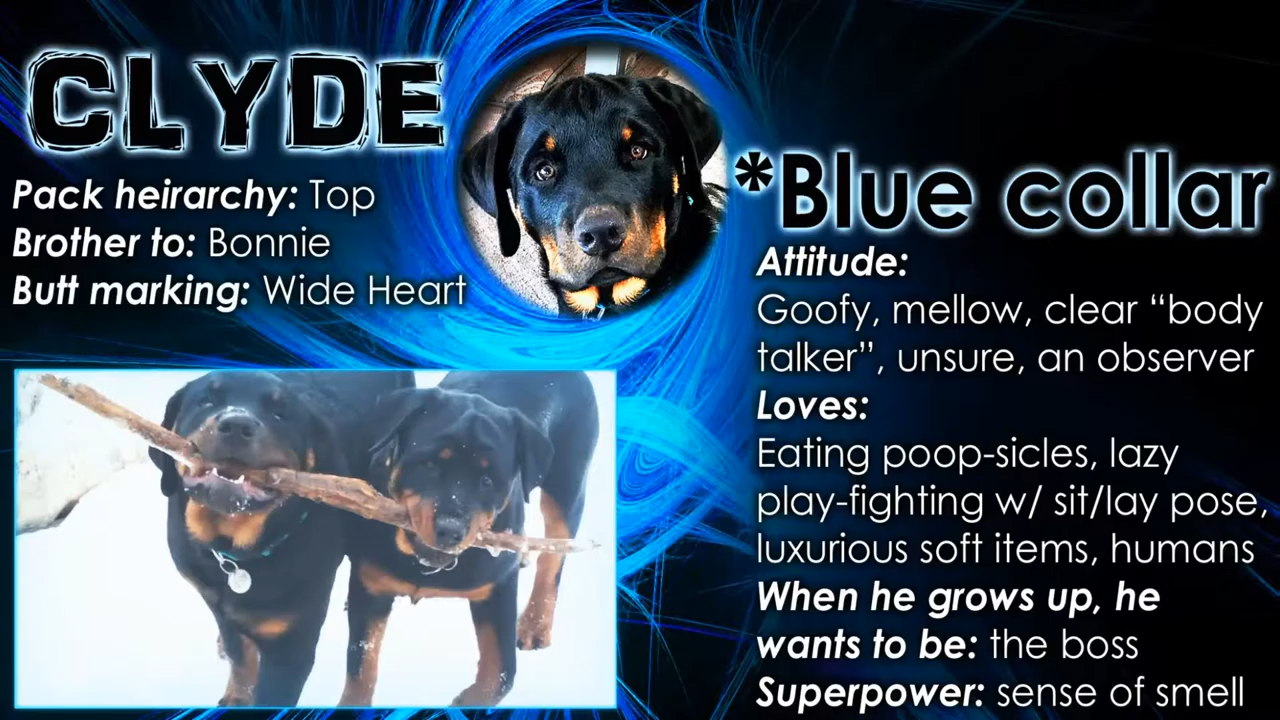 CLYDE
Pack heirarchy: Top
Brother to: Bonnie
Butt marking: Wide Heart
*Blue collar
Attitude:
Goofy, mellow, clear “body
talker”, unsure, an observer
Loves:
Eating poop-sicles, lazy
play-fighting w/ sit/lay pose,
luxurious soft items, humans
When he grows up, he
wants to be: the boss
Superpower: sense of smell